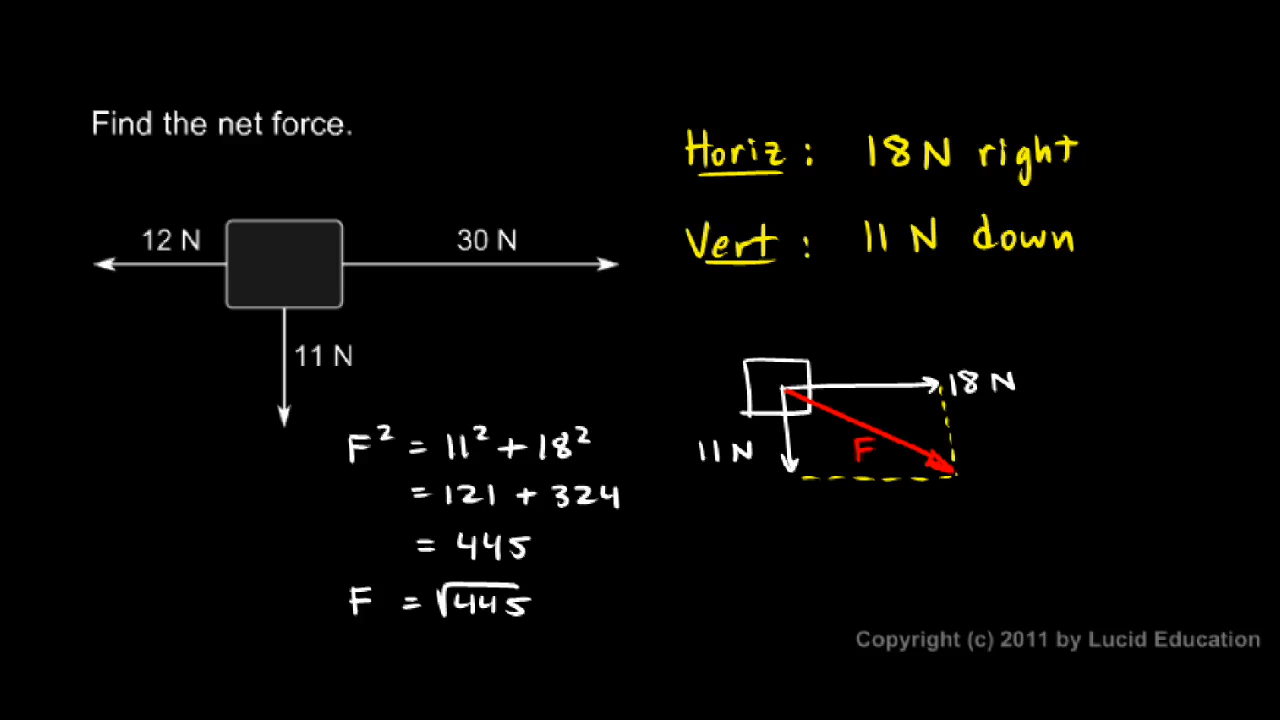 Find the net force.
12 N
30 N
11 N
Horiz : 18 N right
Vert : 11 N down
18 N
11 N
F
F² = 11² + 18²
= 121 + 324
= 445
F = √445
Copyright (c) 2011 by Lucid Education